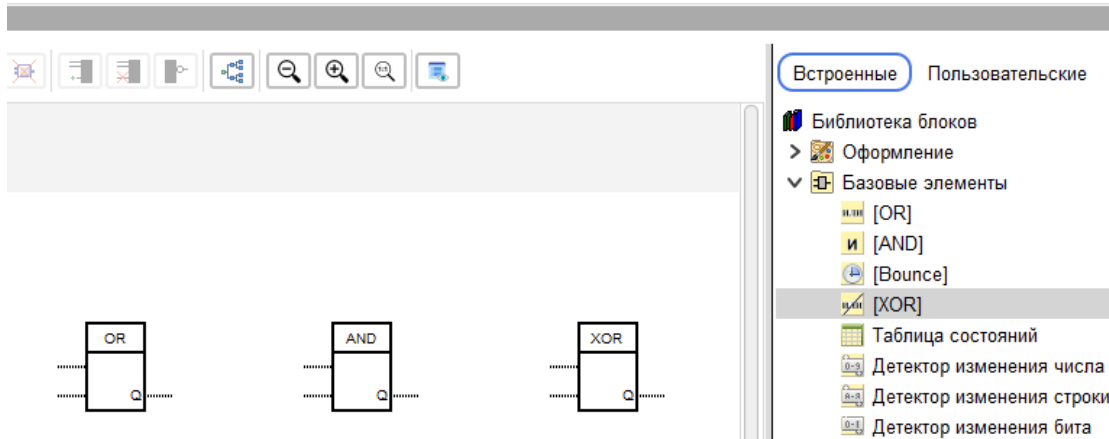 Встроенные Пользовательские
Библиотека блоков
Оформление
Базовые элементы
[OR]
[AND]
[Bounce]
[XOR]
Таблица состояний
Детектор изменения числа
Детектор изменения строки
Детектор изменения бита
OR AND XOR
Q Q Q